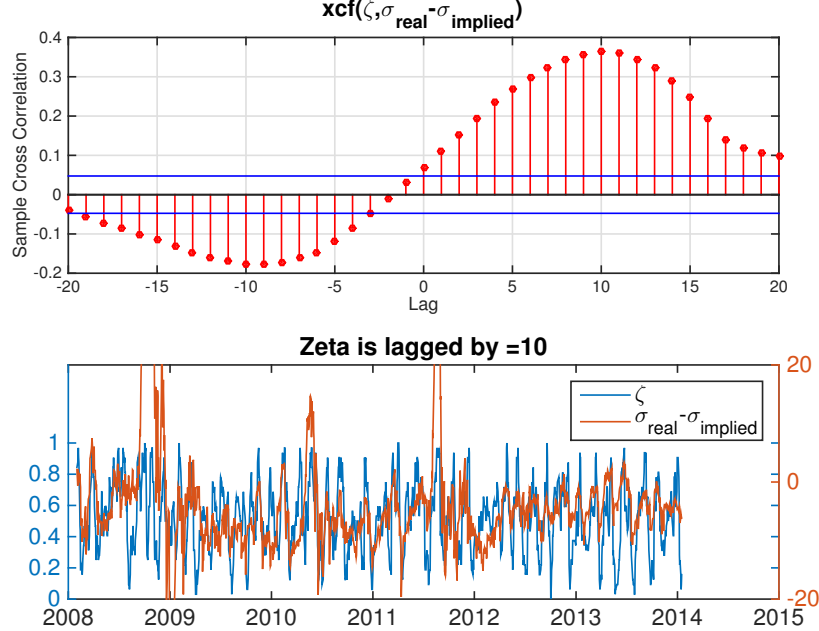 xcf(ζ,σreal-σimplied)
Sample Cross Correlation
0.4
0.3
0.2
0.1
0
-0.1
-0.2
-20 -15 -10 -5 0 5 10 15 20
Lag
Zeta is lagged by =10
ζ
σreal-σimplied
1
0.8
0.6
0.4
0.2
0
20
0
-20
2008 2009 2010 2011 2012 2013 2014 2015